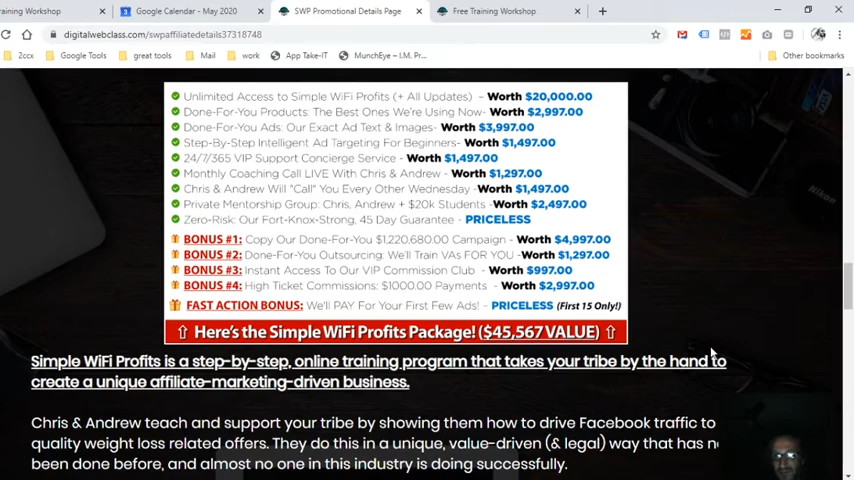 raining Workshop
Google Calendar - May 2020
SWP Promotional Details Page
Free Training Workshop
digitalwebclass.com/swpaffiliatedetails37318748
2ccx
Google Tools
great tools
Mail
work
App Take-IT
MunchEye – I.M. Pr...
Other bookmarks
Unlimited Access to Simple WiFi Profits (+ All Updates) - Worth $20,000.00
Done-For-You Products: The Best Ones We're Using Now- Worth $2,997.00
Done-For-You Ads: Our Exact Ad Text & Images- Worth $3,997.00
Step-By-Step Intelligent Ad Targeting For Beginners- Worth $1,497.00
24/7/365 VIP Support Concierge Service - Worth $1,497.00
Monthly Coaching Call LIVE With Chris & Andrew - Worth $1,297.00
Chris & Andrew Will "Call" You Every Other Wednesday- Worth $1,497.00
Private Mentorship Group: Chris, Andrew + $20k Students - Worth $2,497.00
Zero-Risk: Our Fort-Knox-Strong, 45 Day Guarantee - PRICELESS
BONUS #1: Copy Our Done-For-You $1,220,680.00 Campaign - Worth $4,997.00
BONUS #2: Done-For-You Outsourcing: We'll Train VAs FOR YOU - Worth $1,297.00
BONUS #3: Instant Access To Our VIP Commission Club - Worth $997.00
BONUS #4: High Ticket Commissions: $1000.00 Payments - Worth $2,997.00
FAST ACTION BONUS: We'll PAY For Your First Few Ads! - PRICELESS (First 15 Only!)
⇧ Here's the Simple WiFi Profits Package! ($45,567 VALUE) ⇧
Simple WiFi Profits is a step-by-step, online training program that takes your tribe by the hand to
create a unique affiliate-marketing-driven business.
Chris & Andrew teach and support your tribe by showing them how to drive Facebook traffic to
quality weight loss related offers. They do this in a unique, value-driven (& legal) way that has n
been done before, and almost no one in this industry is doing successfully.
Nikon